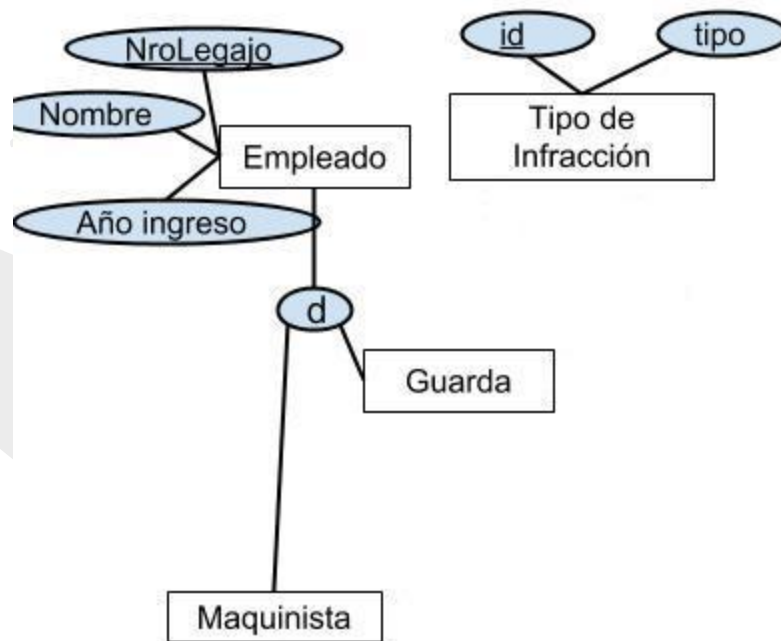 NroLegajo
id
tipo
Nombre
Empleado
Tipo de
Infracción
Año ingreso
d
Guarda
Maquinista